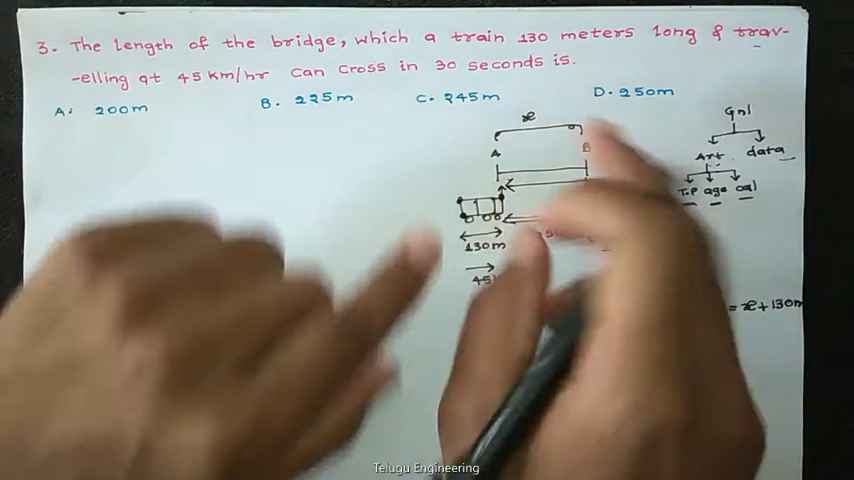 3. The Length of the bridge, which a train 130 meters long & trav-
-elling at 45 km/hr can cross in 30 seconds is.
A. 200m B. 225m C. 245m D. 250m
x
A B
130m
45
Gnl
Art. data
T.P age cal
= x+130m
Telugu Engineering